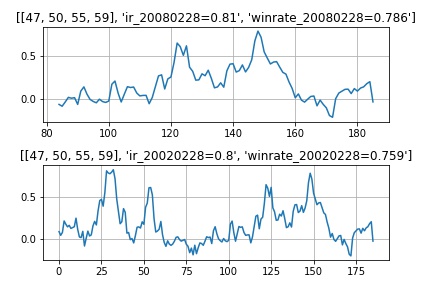 [[47, 50, 55, 59], 'ir_20080228=0.81', 'winrate_20080228=0.786']
0.5
0.0
80 100 120 140 160 180
[[47, 50, 55, 59], 'ir_20020228=0.8', 'winrate_20020228=0.759']
0.5
0.0
0 25 50 75 100 125 150 175